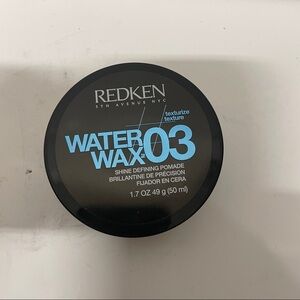 REDKEN
5TH AVENUE NYC
texturize
texture
WATER
WAX 03
SHINE DEFINING POMADE
BRILLANTINE DE PRÉCISION
FIJADOR EN CERA
1.7 OZ 49 g (50 ml)